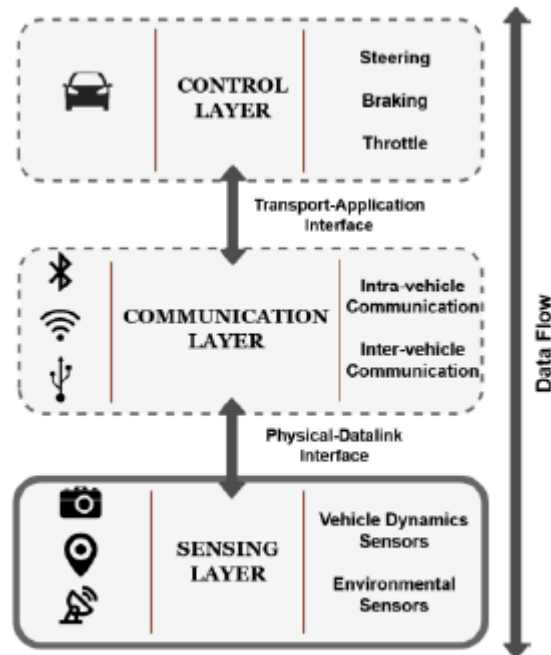 CONTROL
LAYER
Steering
Braking
Throttle
Transport-Application
Interface
COMMUNICATION
LAYER
Intra-vehicle
Communication
Inter-vehicle
Communication
Physical-Datalink
Interface
SENSING
LAYER
Vehicle Dynamics
Sensors
Environmental
Sensors
Data Flow